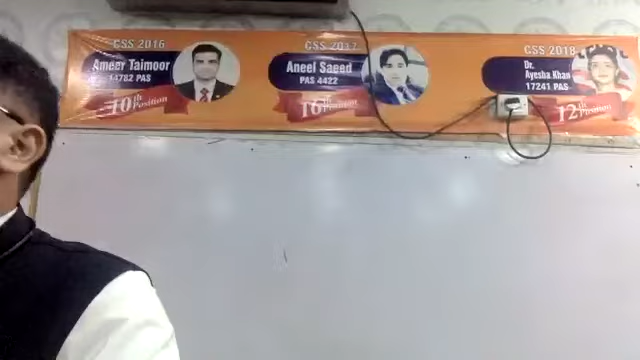 CSS 2016
Ameer Taimoor
14782 PAS
10th Position
CSS 2017
Aneel Saeed
PAS 4422
16th Position
CSS 2018
Dr.
Ayesha Khan
17241 PAS
12th Position